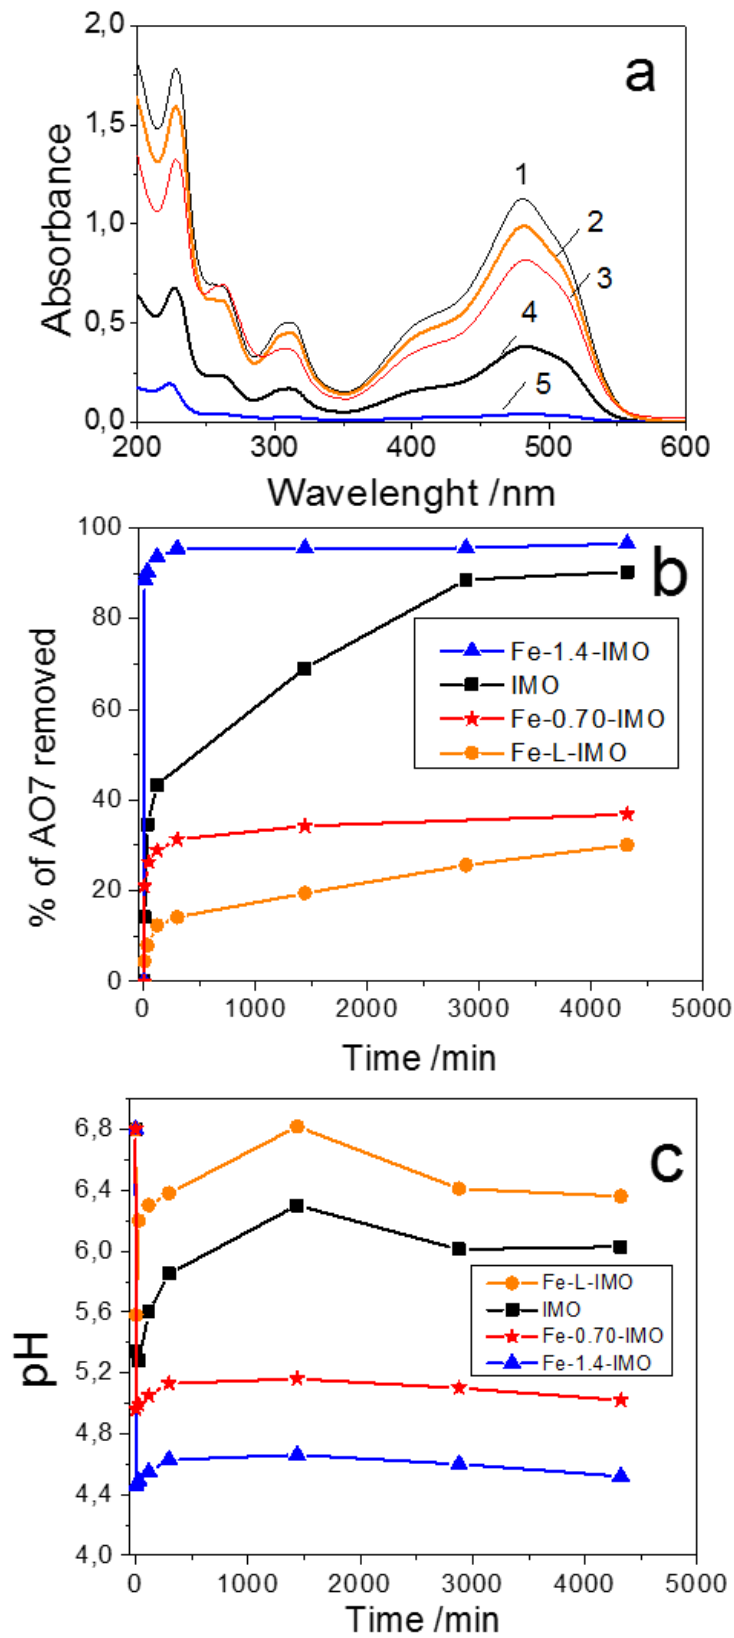 2,0
a
1,5
1
1,0
2
3
0,5
4
5
0,0
200 300 400 500 600
Absorbance
Wavelenght /nm
100
b
80
Fe-1.4-IMO
IMO
60
Fe-0.70-IMO
Fe-L-IMO
40
20
0
0 1000 2000 3000 4000 5000
% of AO7 removed
Time /min
6,8
c
6,4
6,0
Fe-L-IMO
IMO
5,6
Fe-0.70-IMO
Fe-1.4-IMO
5,2
4,8
4,4
4,0
0 1000 2000 3000 4000 5000
pH
Time /min